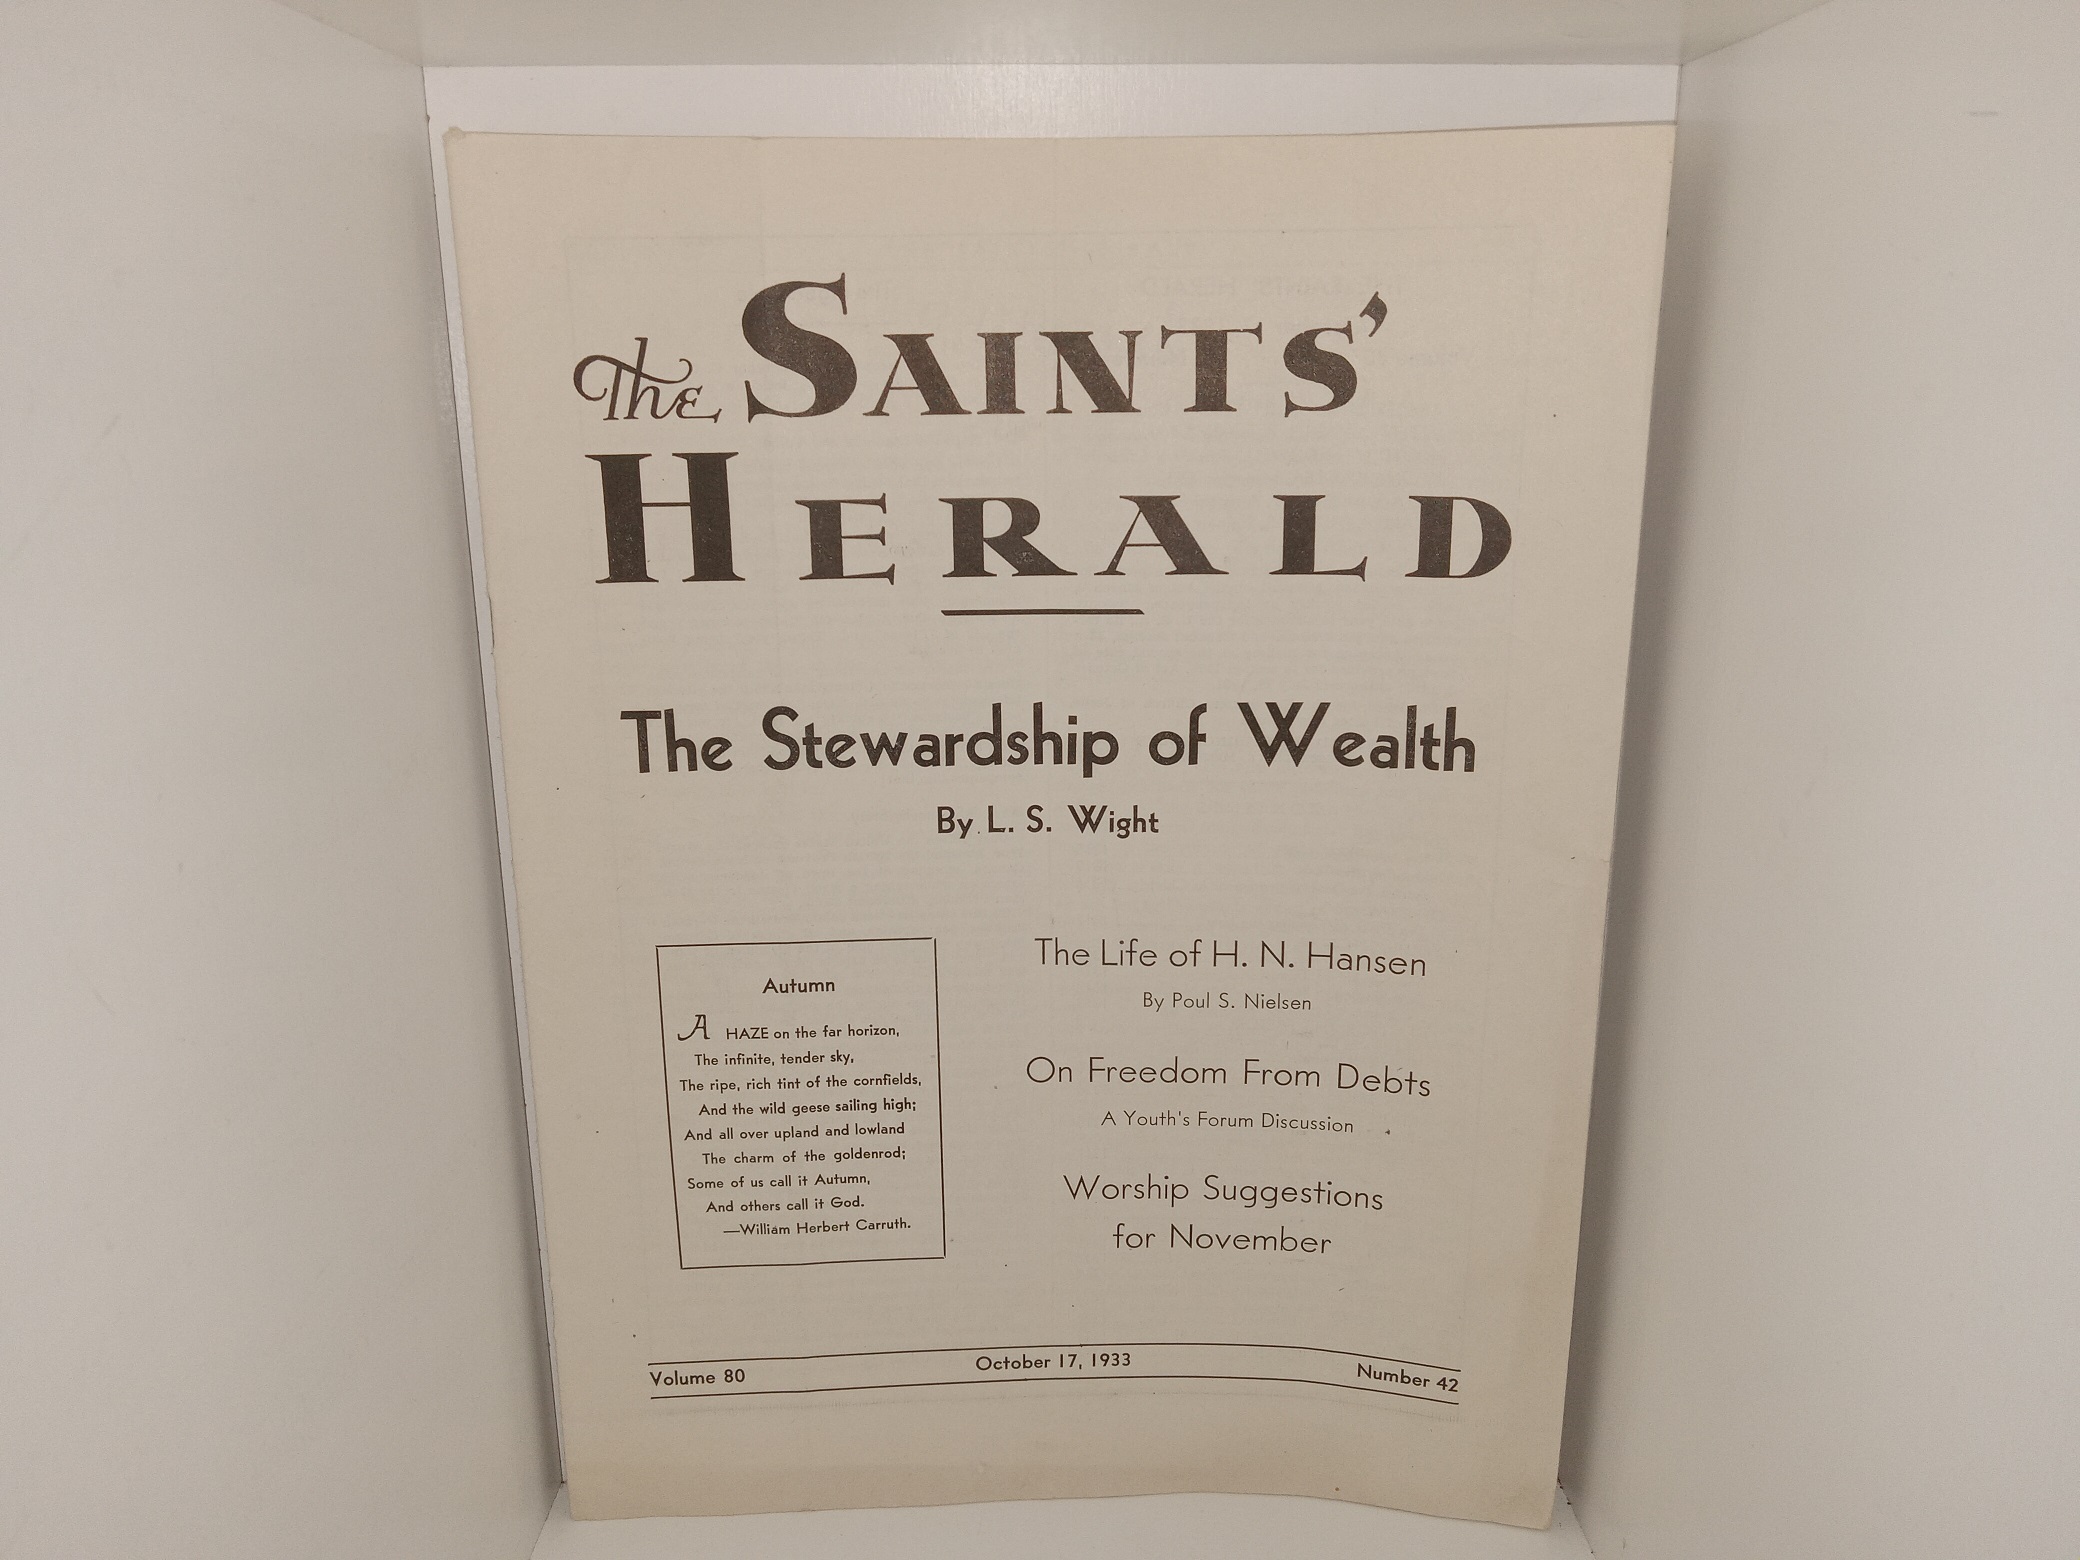 The SAINTS'
HERALD
The Stewardship of Wealth
By L. S. Wight
Autumn
A HAZE on the far horizon,
The infinite, tender sky,
The ripe, rich tint of the cornfields,
And the wild geese sailing high;
And all over upland and lowland
The charm of the goldenrod;
Some of us call it Autumn,
And others call it God.
—William Herbert Carruth.
The Life of H. N. Hansen
By Poul S. Nielsen
On Freedom From Debts
A Youth's Forum Discussion
Worship Suggestions
for November
Volume 80 October 17, 1933 Number 42